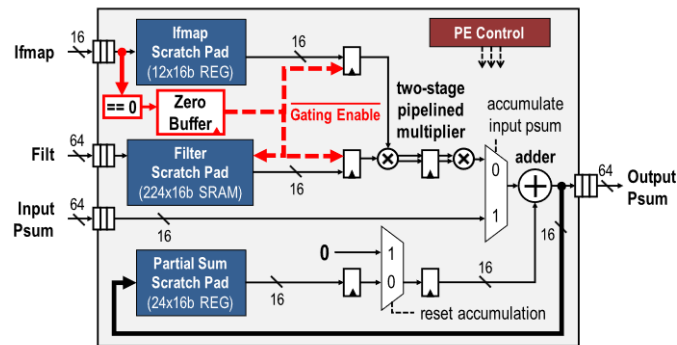 16
Ifmap
Ifmap
Scratch Pad
(12x16b REG)
16
PE Control
== 0
Zero
Buffer
Gating Enable
two-stage
pipelined
multiplier
accumulate
input psum
64
Filt
Filter
Scratch Pad
(224x16b SRAM)
16
0
adder
64
Output
Psum
Input
Psum
64
16
1
16
0
1
Partial Sum
Scratch Pad
(24x16b REG)
16
0
16
reset accumulation